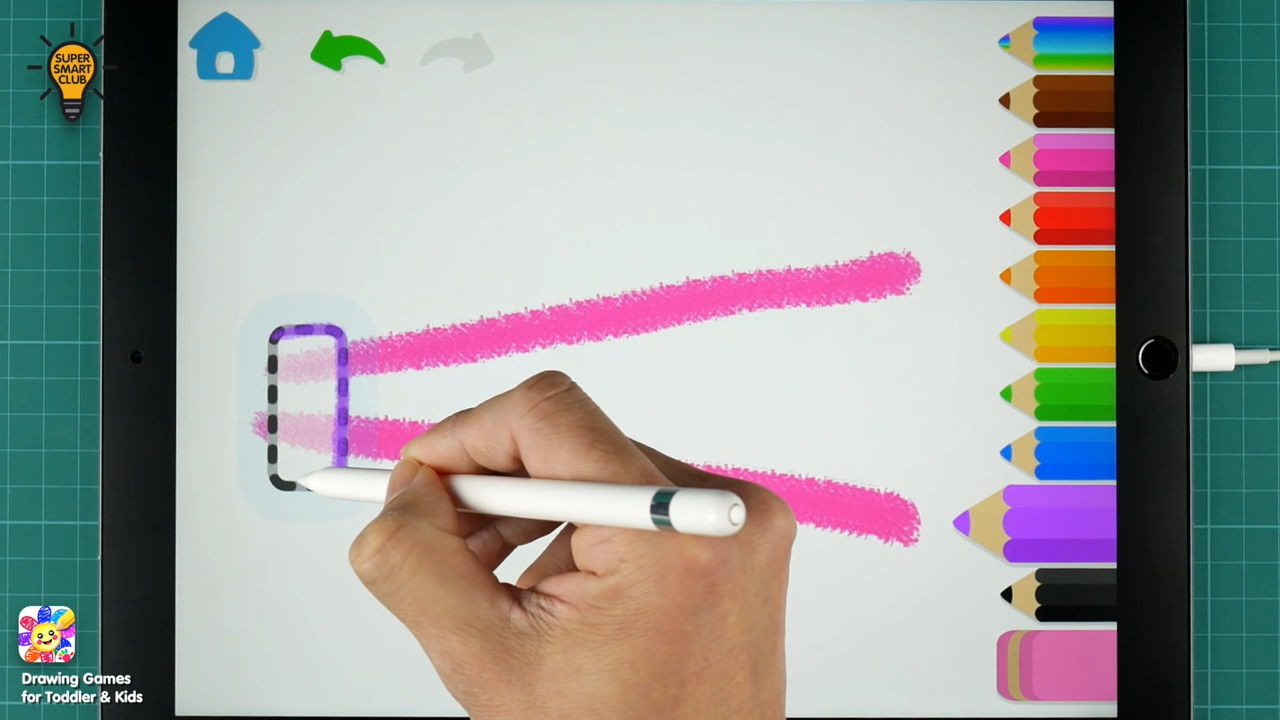 SUPER
SMART
CLUB
Drawing Games
for Toddler & Kids